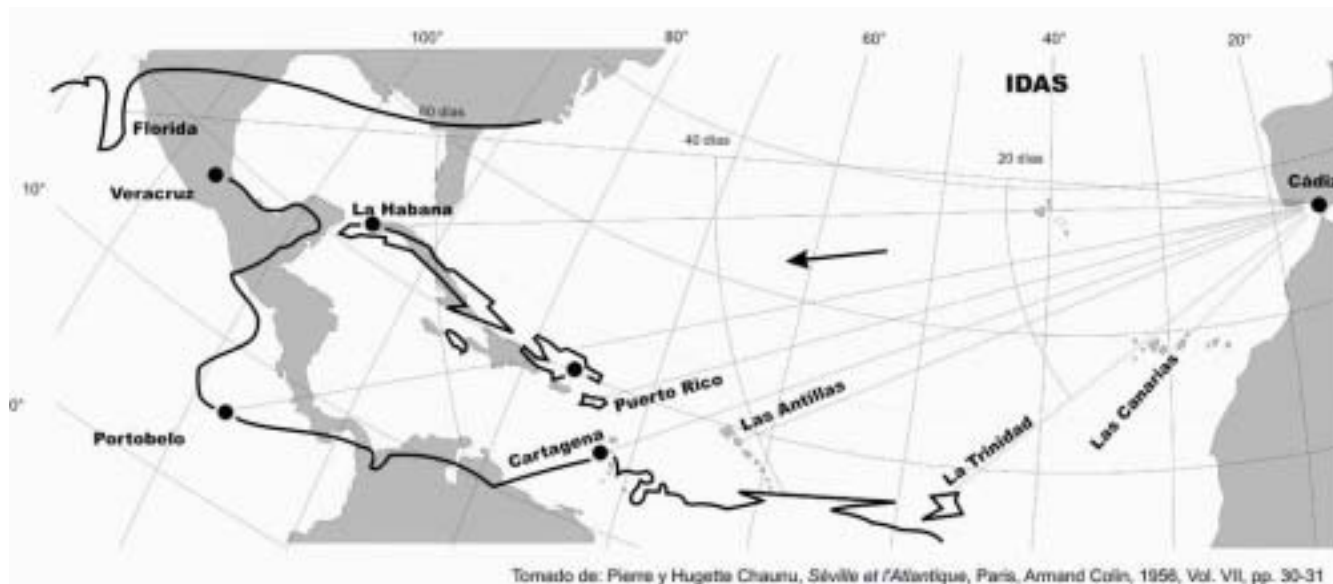 100°
80°
60°
40°
20°
IDAS
60 días
Florida
40 días
20 días
Cádiz
10°
Veracruz
La Habana
Puerto Rico
Las Antillas
Las Canarias
0°
Portobelo
Cartagena
La Trinidad
Tomado de: Pierre y Hugette Chaunu, Séville et l'Atlantique, Paris, Armand Colin, 1956, Vol. VII, pp. 30-31